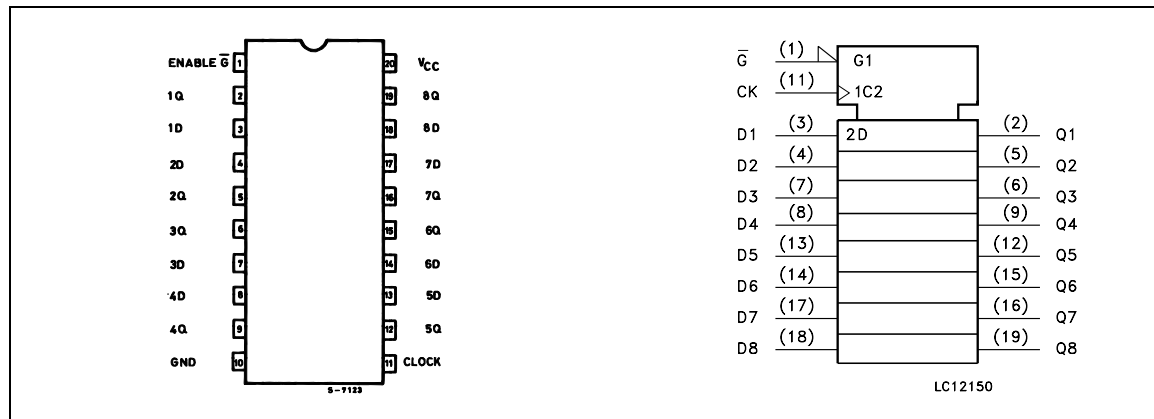 ENABLE G̅ 1
1Q 2
1D 3
2D 4
2Q 5
3Q 6
3D 7
4D 8
4Q 9
GND 10
20 VCC
19 8Q
18 8D
17 7D
16 7Q
15 6Q
14 6D
13 5D
12 5Q
11 CLOCK
S-7123
G̅ (1) G1
CK (11) 1C2
D1 (3) 2D (2) Q1
D2 (4) (5) Q2
D3 (7) (6) Q3
D4 (8) (9) Q4
D5 (13) (12) Q5
D6 (14) (15) Q6
D7 (17) (16) Q7
D8 (18) (19) Q8
LC12150